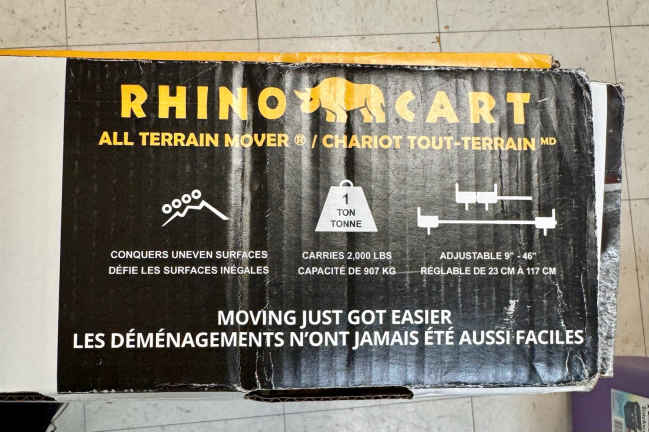 RHINO CART
ALL TERRAIN MOVER ® / CHARIOT TOUT-TERRAIN MD
1
TON
TONNE
CONQUERS UNEVEN SURFACES
DÉFIE LES SURFACES INÉGALES
CARRIES 2,000 LBS
CAPACITÉ DE 907 KG
ADJUSTABLE 9" - 46"
RÉGLABLE DE 23 CM À 117 CM
MOVING JUST GOT EASIER
LES DÉMÉNAGEMENTS N'ONT JAMAIS ÉTÉ AUSSI FACILES